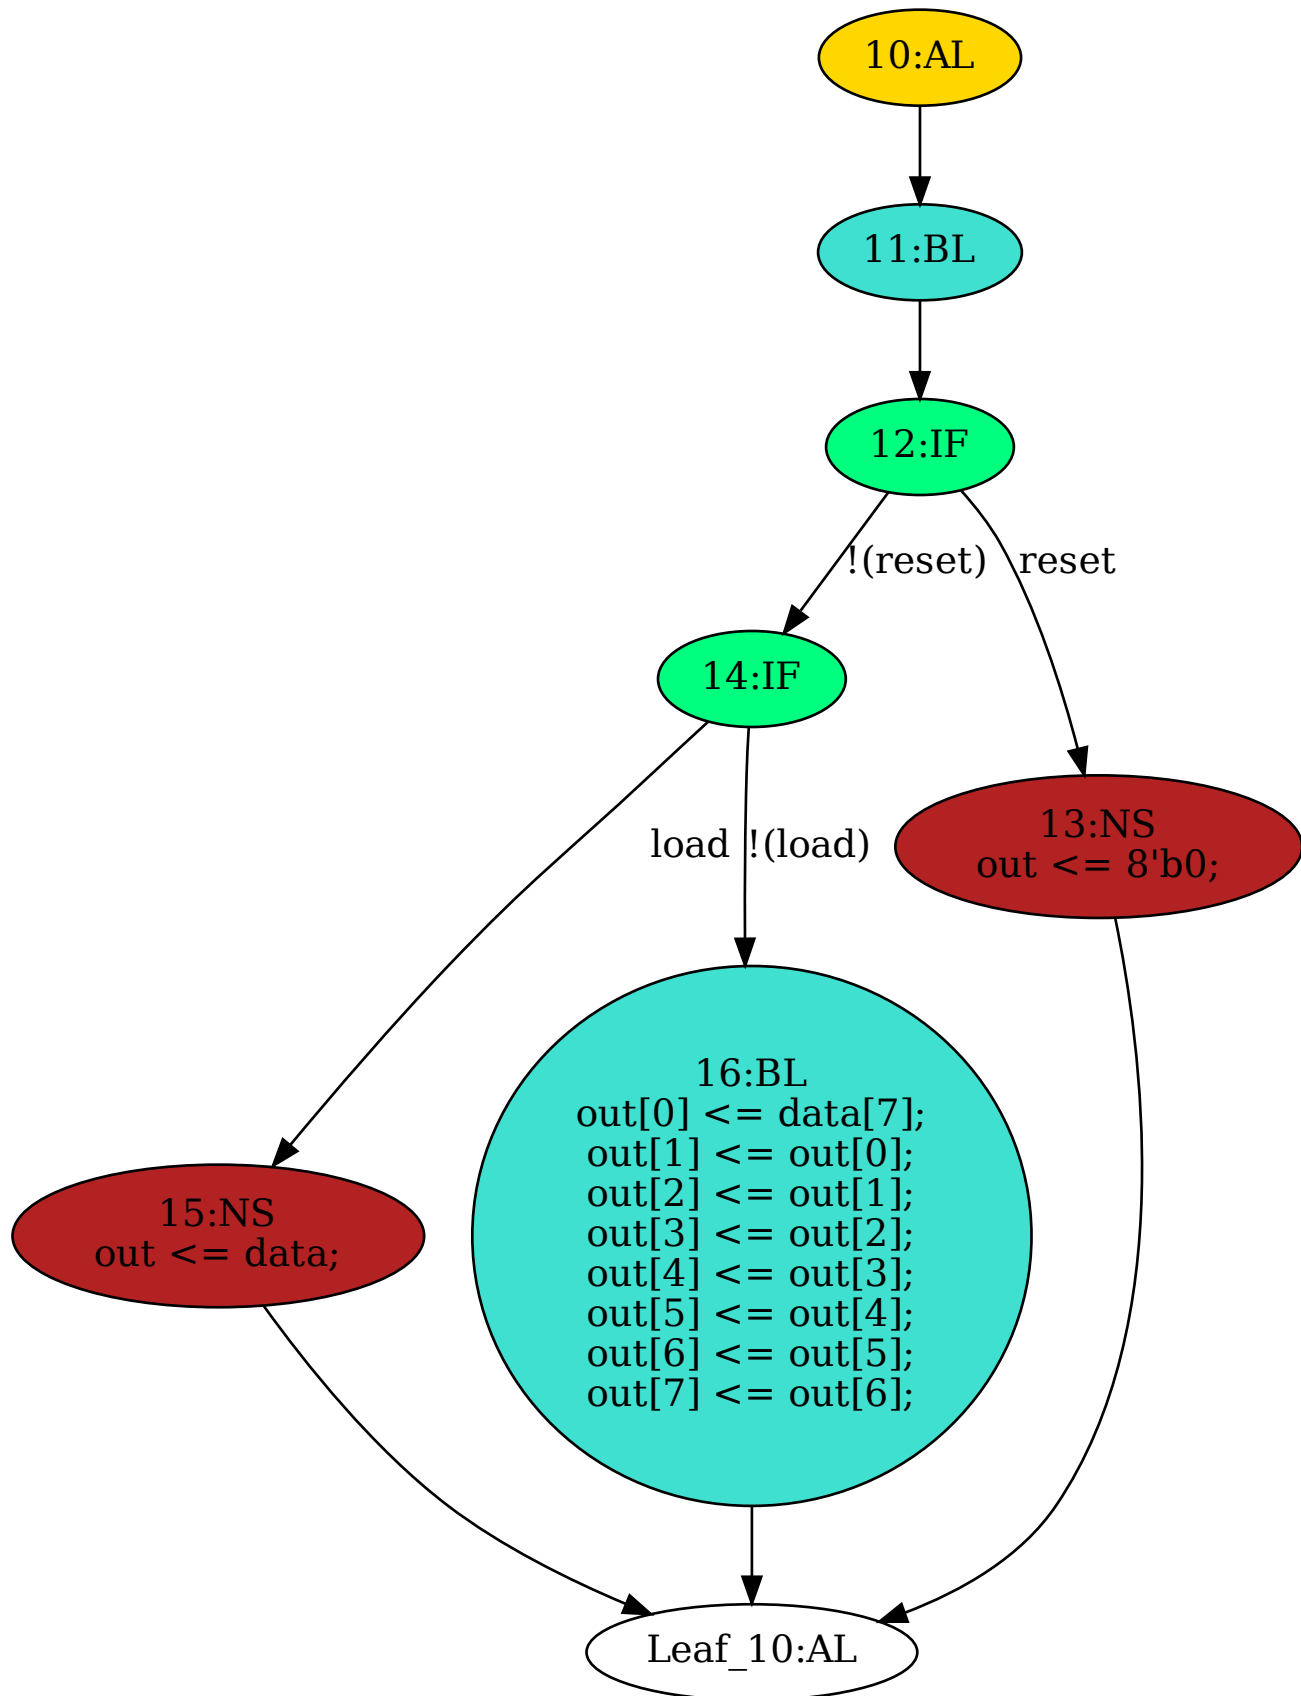 10:AL
11:BL
12:IF
!(reset)
reset
14:IF
load
!(load)
13:NS
out <= 8'b0;
16:BL
out[0] <= data[7];
out[1] <= out[0];
out[2] <= out[1];
out[3] <= out[2];
out[4] <= out[3];
out[5] <= out[4];
out[6] <= out[5];
out[7] <= out[6];
15:NS
out <= data;
Leaf_10:AL